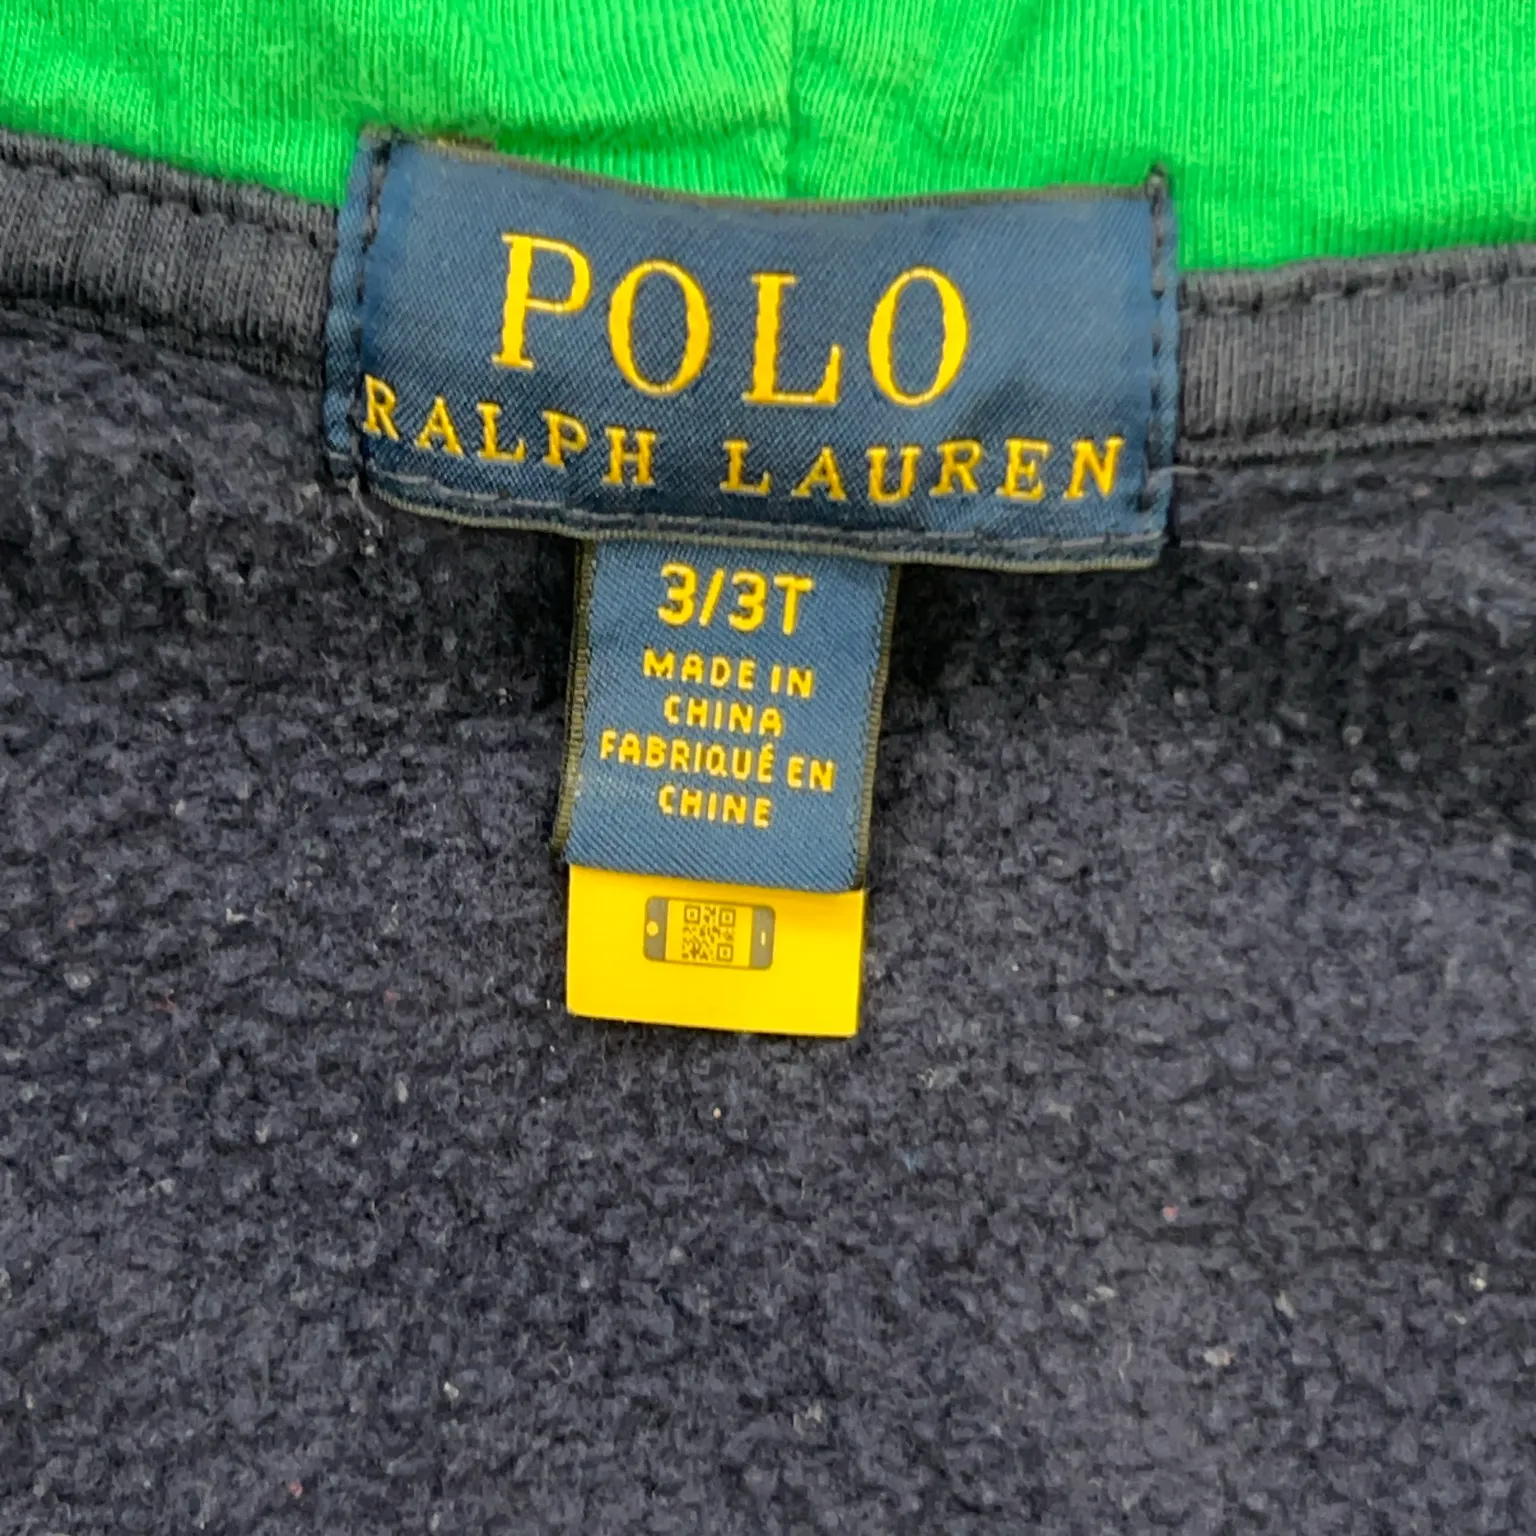 POLO
RALPH LAUREN
3/3T
MADE IN
CHINA
FABRIQUÉ EN
CHINE